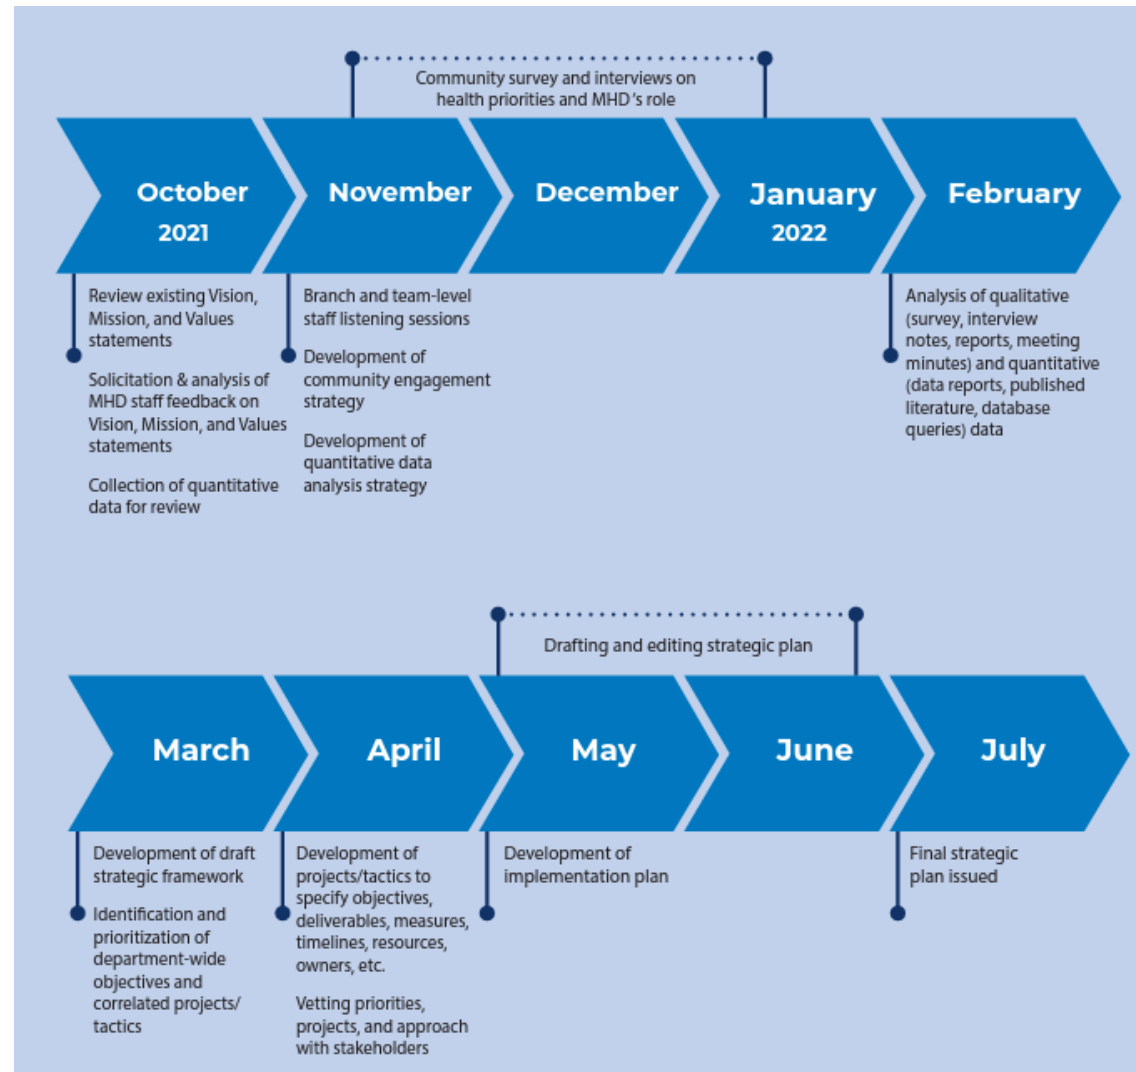 Community survey and interviews on
health priorities and MHD's role
October
2021
November
December
January
2022
February
Review existing Vision,
Mission, and Values
statements
Solicitation & analysis of
MHD staff feedback on
Vision, Mission, and Values
statements
Collection of quantitative
data for review
Branch and team-level
staff listening sessions
Development of
community engagement
strategy
Development of
quantitative data
analysis strategy
Analysis of qualitative
(survey, interview
notes, reports, meeting
minutes) and quantitative
(data reports, published
literature, database
queries) data
Drafting and editing strategic plan
March
April
May
June
July
Development of draft
strategic framework
Identification and
prioritization of
department-wide
objectives and
correlated projects/
tactics
Development of
projects/tactics to
specify objectives,
deliverables, measures,
timelines, resources,
owners, etc.
Vetting priorities,
projects, and approach
with stakeholders
Development of
implementation plan
Final strategic
plan issued